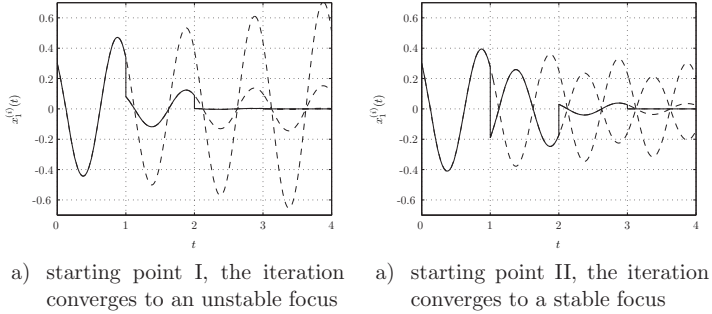 0.6
0.4
0.2
0
-0.2
-0.4
-0.6
x₁⁽ⁱ⁾(t)
0 1 2 3 4
t
a) starting point I, the iteration
converges to an unstable focus
0.6
0.4
0.2
0
-0.2
-0.4
-0.6
x₁⁽ⁱ⁾(t)
0 1 2 3 4
t
a) starting point II, the iteration
converges to a stable focus